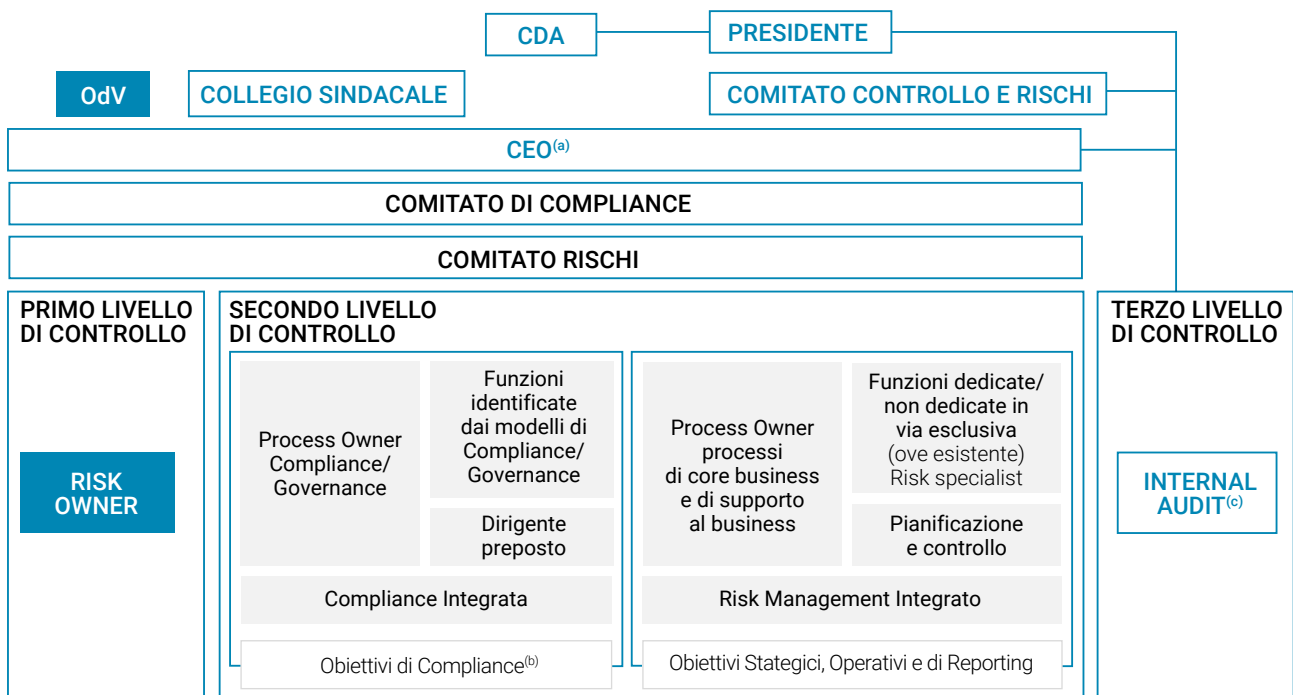 CDA
PRESIDENTE
OdV
COLLEGIO SINDACALE
COMITATO CONTROLLO E RISCHI
CEO(a)
COMITATO DI COMPLIANCE
COMITATO RISCHI
PRIMO LIVELLO
DI CONTROLLO
RISK
OWNER
SECONDO LIVELLO
DI CONTROLLO
Process Owner
Compliance/
Governance
Funzioni
identificate
dai modelli di
Compliance/
Governance
Dirigente
preposto
Compliance Integrata
Obiettivi di Compliance(b)
Process Owner
processi
di core business
e di supporto
al business
Funzioni dedicate/
non dedicate in
via esclusiva
(ove esistente)
Risk specialist
Pianificazione
e controllo
Risk Management Integrato
Obiettivi Stategici, Operativi e di Reporting
TERZO LIVELLO
DI CONTROLLO
INTERNAL
AUDIT(c)